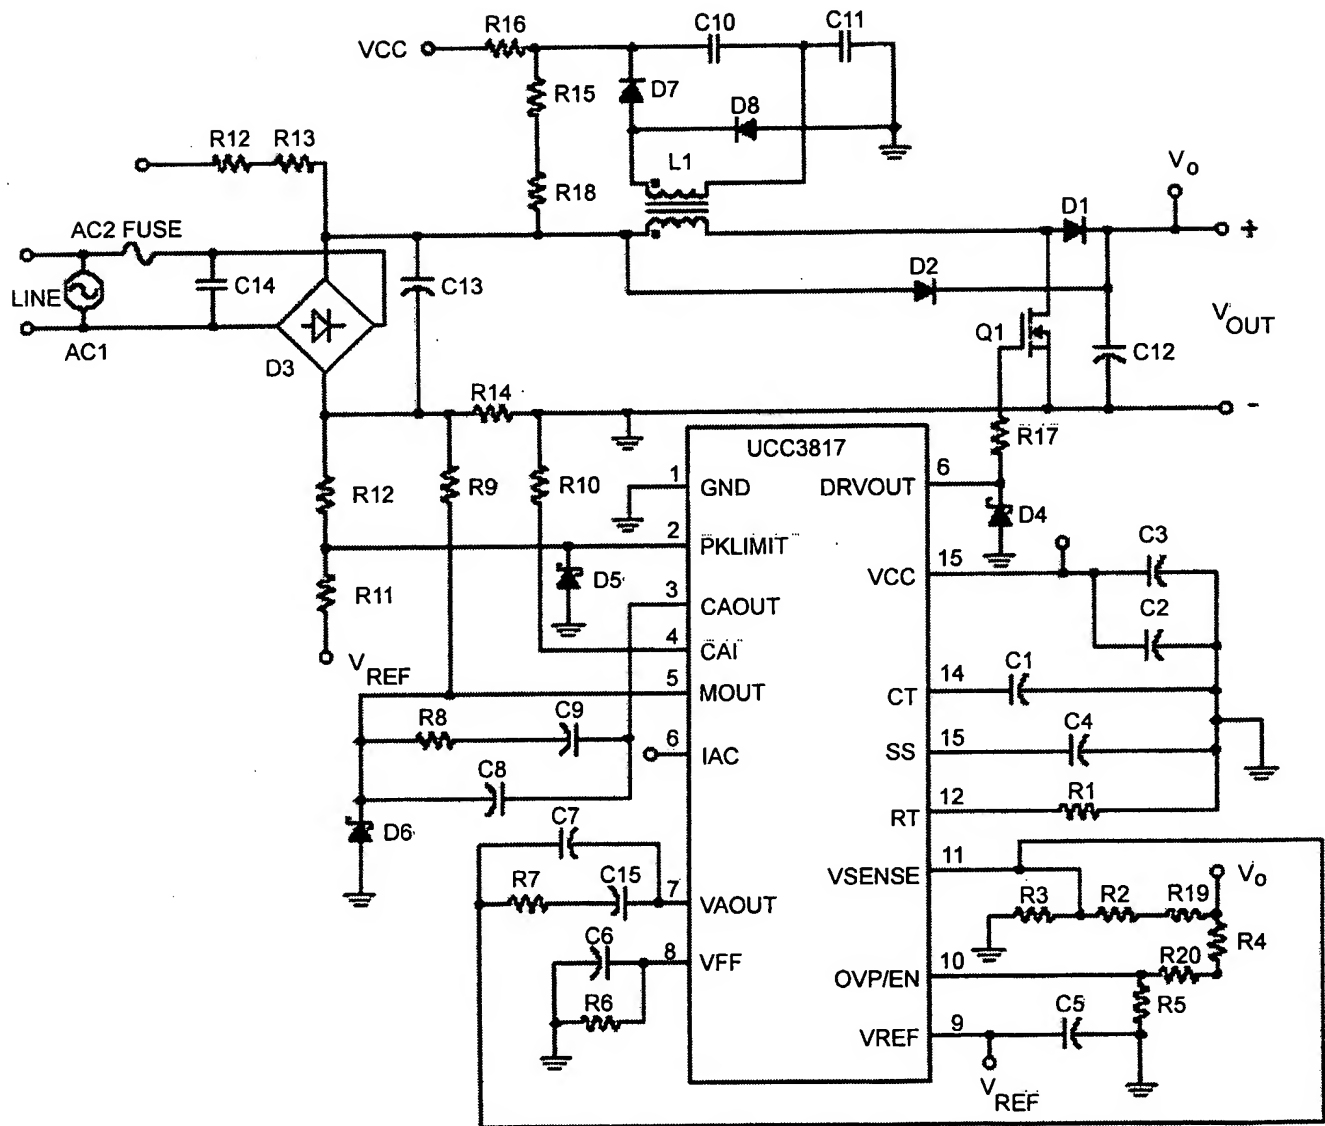 R16
C10
C11
VCC
R15
D7
D8
R12
R13
R18
L1
Vo
D1
+
AC2 FUSE
C14
C13
D2
LINE
VOUT
Q1
C12
AC1
D3
R14
-
R17
UCC3817
R12
R9
R10
1
GND
DRVOUT
6
D4
2
PKLIMIT
VCC
15
C3
R11
D5
3
CAOUT
C2
4
CAI
VREF
5
MOUT
CT
14
C1
R8
C9
6
IAC
SS
15
C4
C8
RT
12
R1
D6
C7
VSENSE
11
R7
C15
7
VAOUT
R3
R2
R19
Vo
R4
C6
8
VFF
OVP/EN
10
R20
R6
R5
VREF
9
C5
VREF